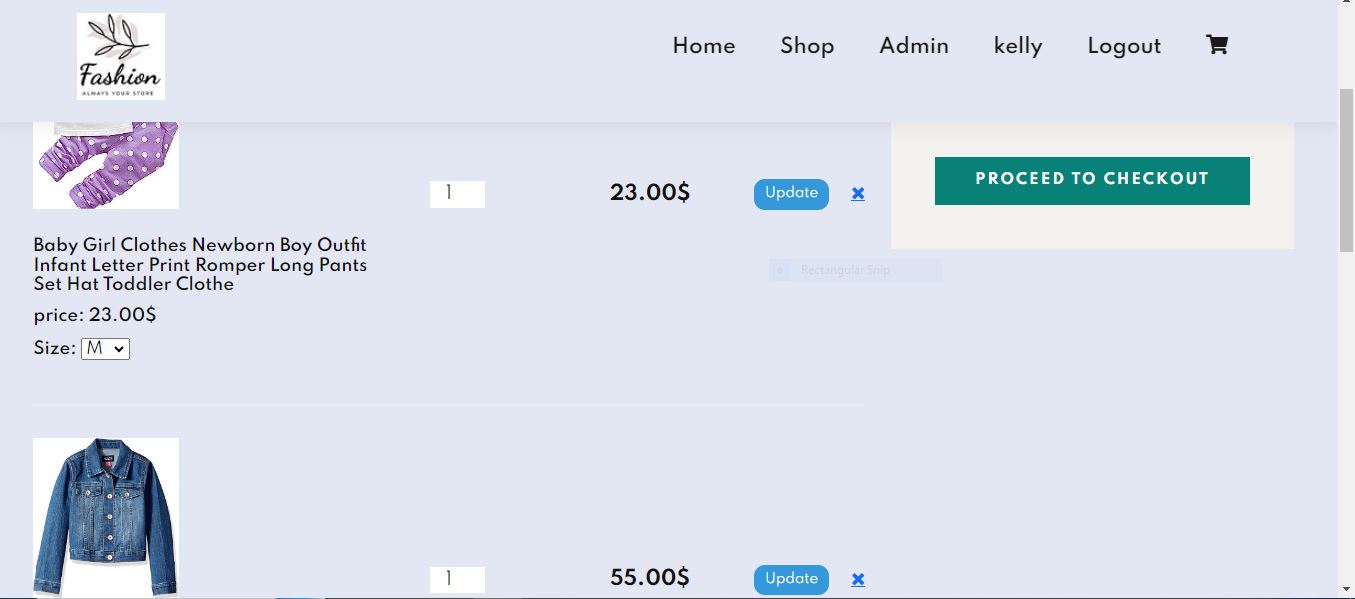 Fashion
ALWAYS YOUR STORE
Home
Shop
Admin
kelly
Logout
1
23.00$
Update
PROCEED TO CHECKOUT
Baby Girl Clothes Newborn Boy Outfit
Infant Letter Print Romper Long Pants
Set Hat Toddler Clothe
price: 23.00$
Size: M
Rectangular Snip
1
55.00$
Update